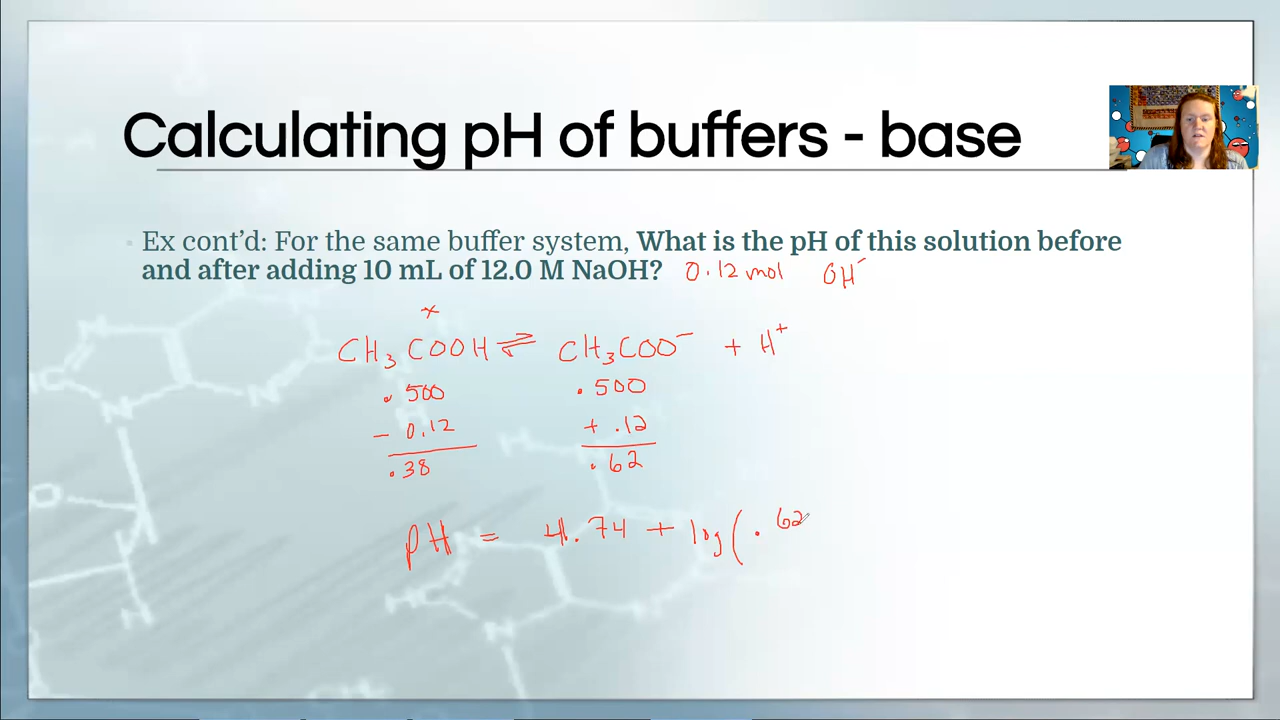 Calculating pH of buffers - base
Ex cont'd: For the same buffer system, What is the pH of this solution before
and after adding 10 mL of 12.0 M NaOH? 0.12 mol OH⁻
x
CH₃COOH ⇌ CH₃COO⁻ + H⁺
.500 .500
- 0.12 + .12
.38 .62
pH = 4.74 + log(.62